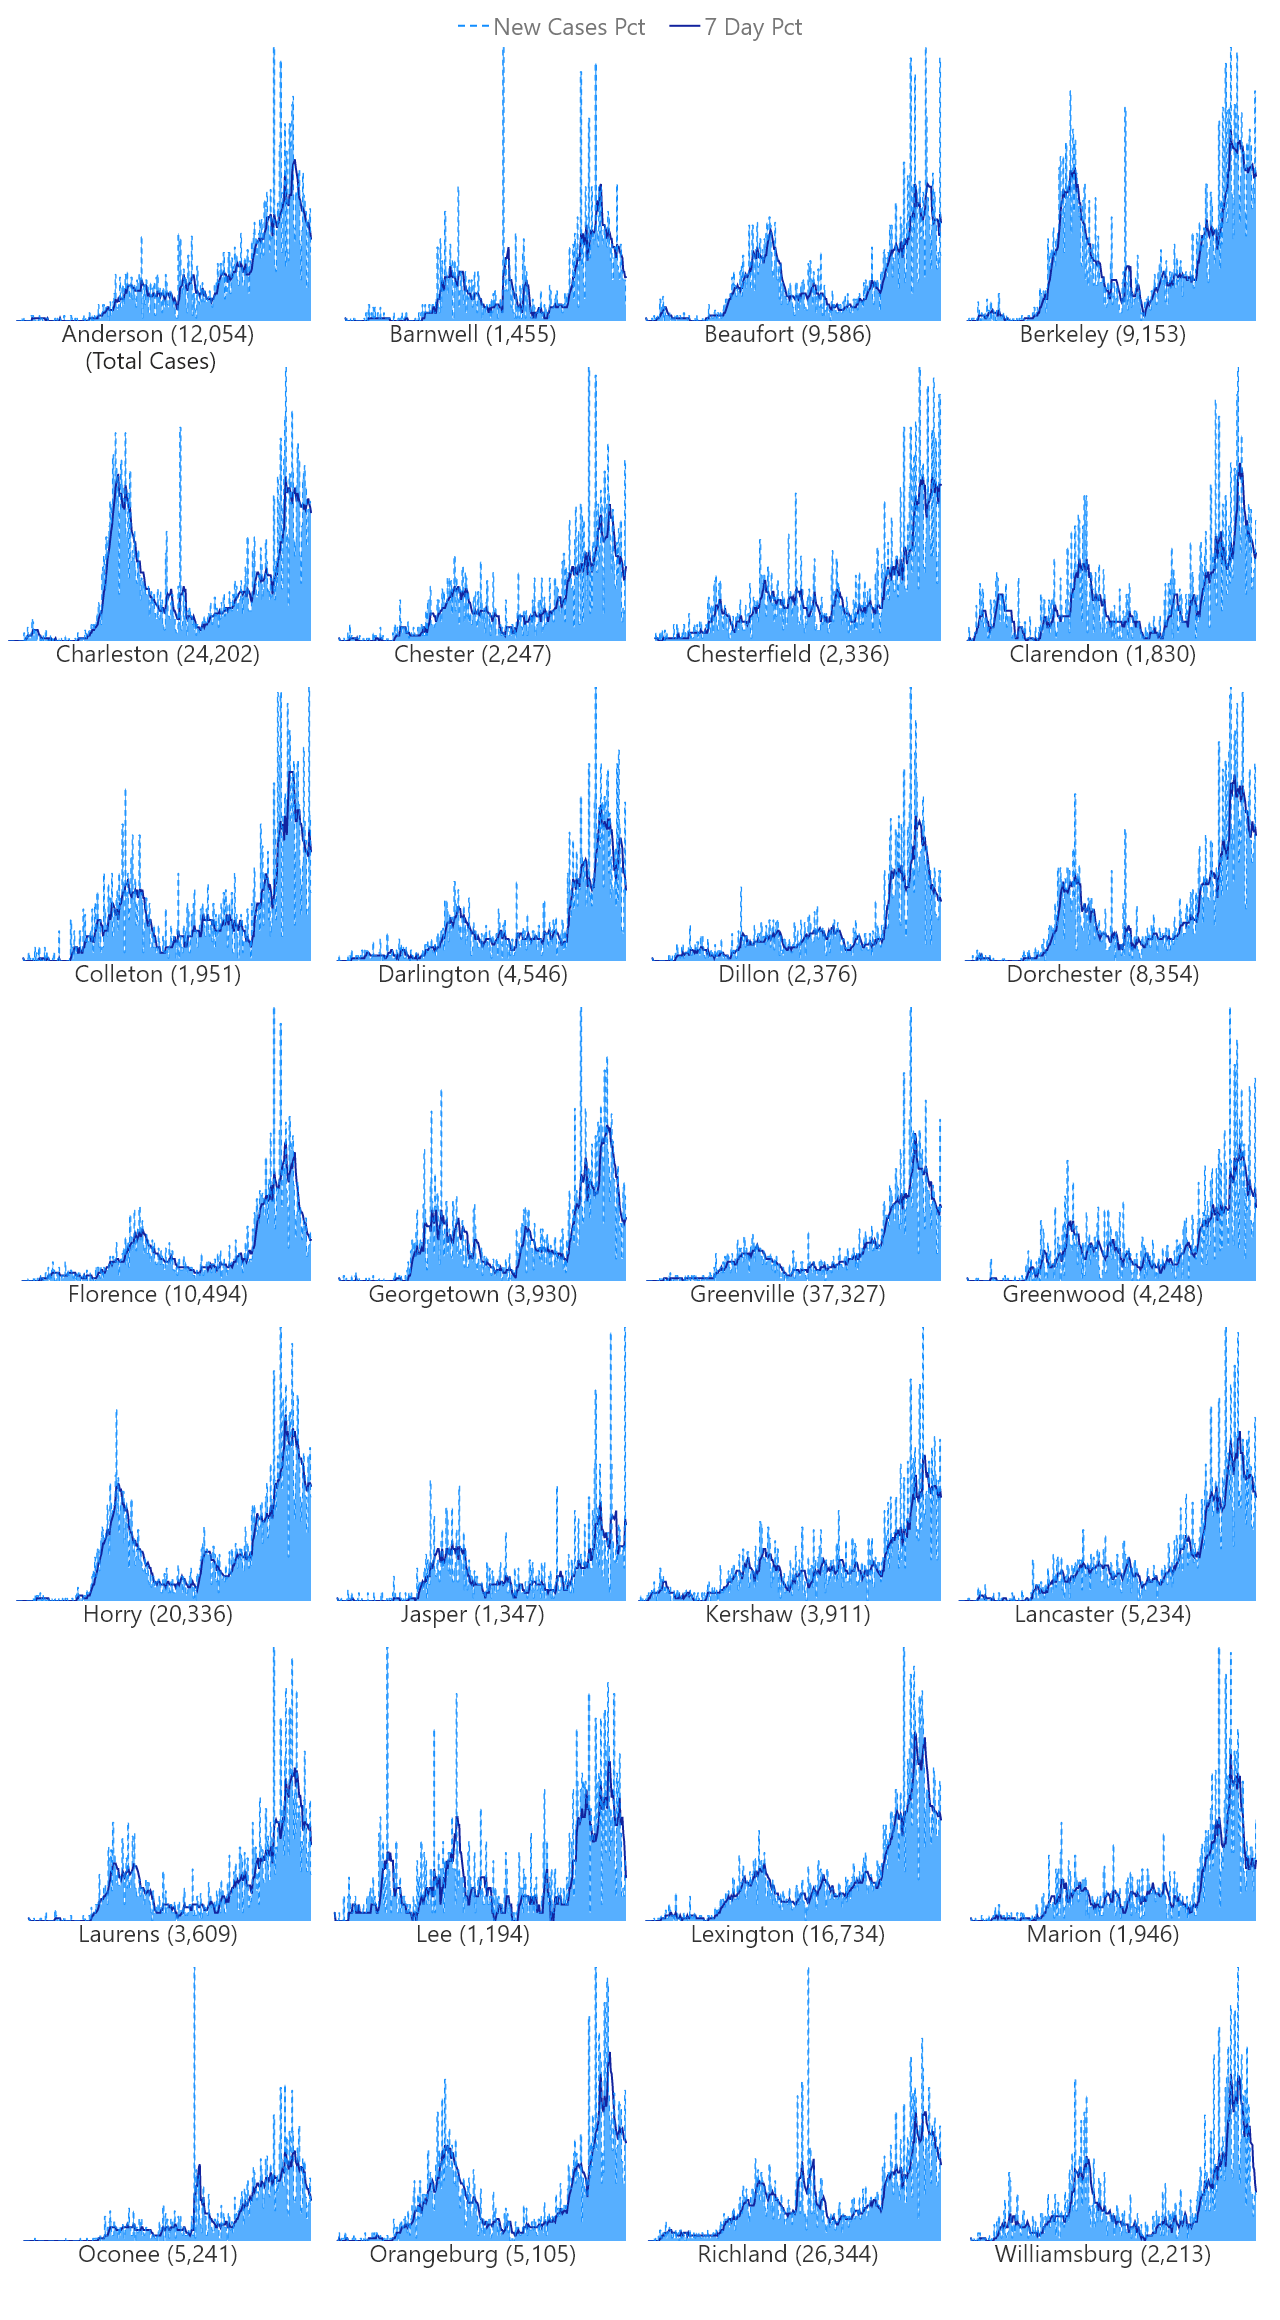 New Cases Pct 7 Day Pct
Anderson (12,054) Barnwell (1,455) Beaufort (9,586) Berkeley (9,153)
(Total Cases)
Charleston (24,202) Chester (2,247) Chesterfield (2,336) Clarendon (1,830)
Colleton (1,951) Darlington (4,546) Dillon (2,376) Dorchester (8,354)
Florence (10,494) Georgetown (3,930) Greenville (37,327) Greenwood (4,248)
Horry (20,336) Jasper (1,347) Kershaw (3,911) Lancaster (5,234)
Laurens (3,609) Lee (1,194) Lexington (16,734) Marion (1,946)
Oconee (5,241) Orangeburg (5,105) Richland (26,344) Williamsburg (2,213)